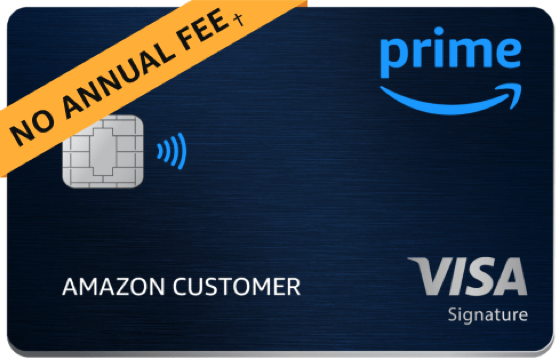 NO ANNUAL FEE†
prime
AMAZON CUSTOMER
VISA
Signature